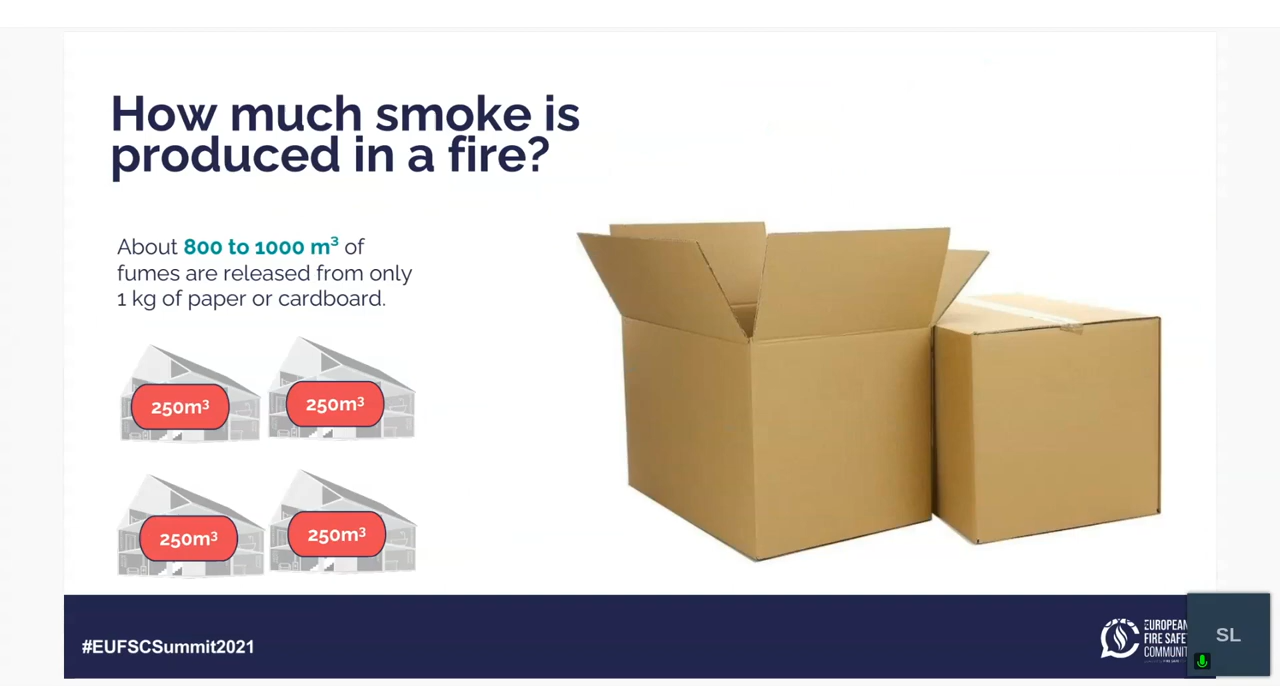 How much smoke is
produced in a fire?
About 800 to 1000 m³ of
fumes are released from only
1 kg of paper or cardboard.
250m³
250m³
250m³
250m³
#EUFSCSummit2021
EUROPEAN
FIRE SAFE
COMMUNIT
SL